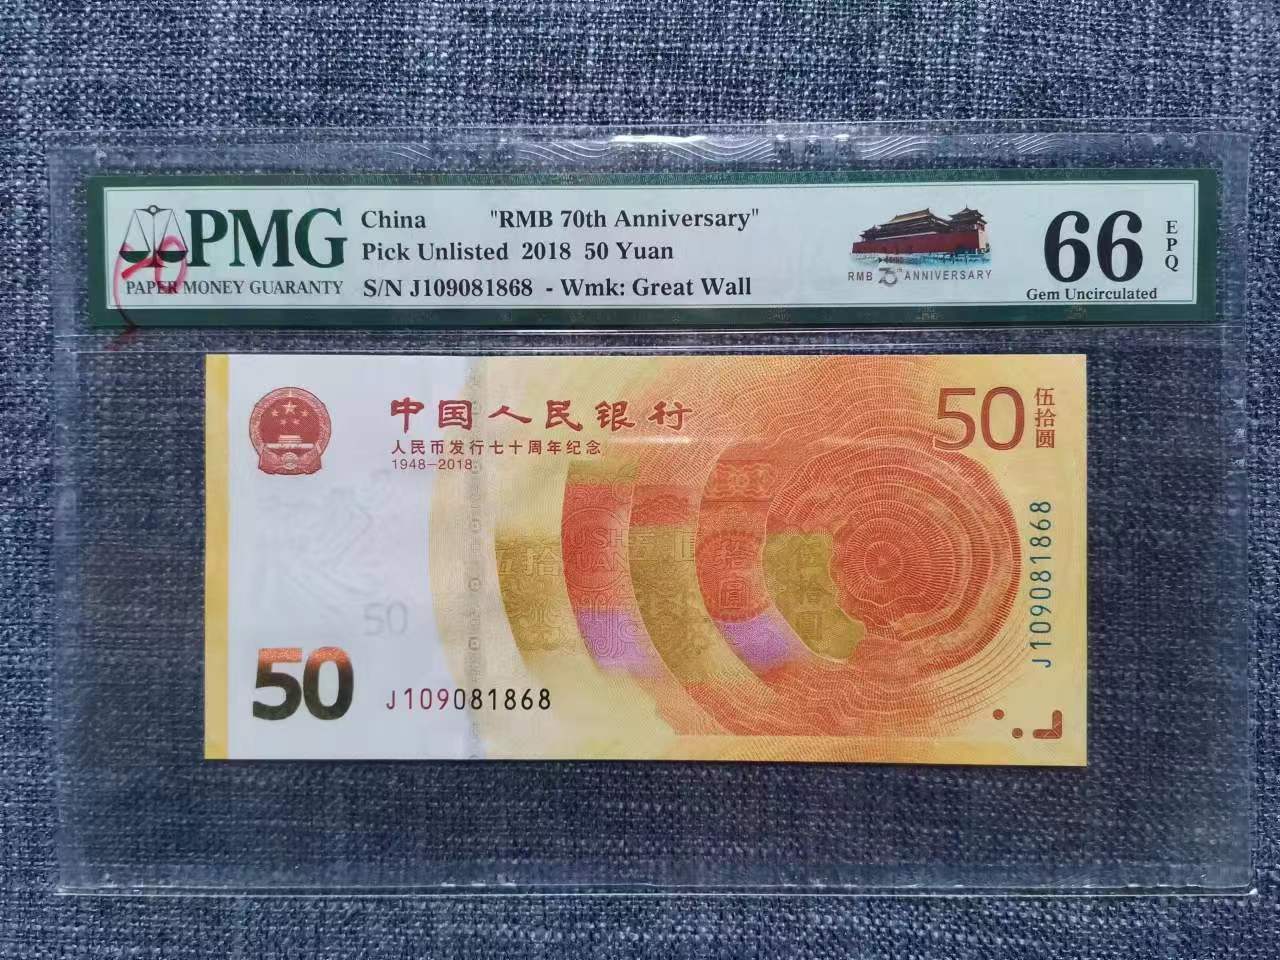 PMG
PAPER MONEY GUARANTY
China "RMB 70th Anniversary"
Pick Unlisted 2018 50 Yuan
S/N J109081868 - Wmk: Great Wall
RMB 70th ANNIVERSARY
66
EPQ
Gem Uncirculated
中国人民银行
人民币发行七十周年纪念
1948-2018
50
伍拾圆
50
50
J109081868
J109081868